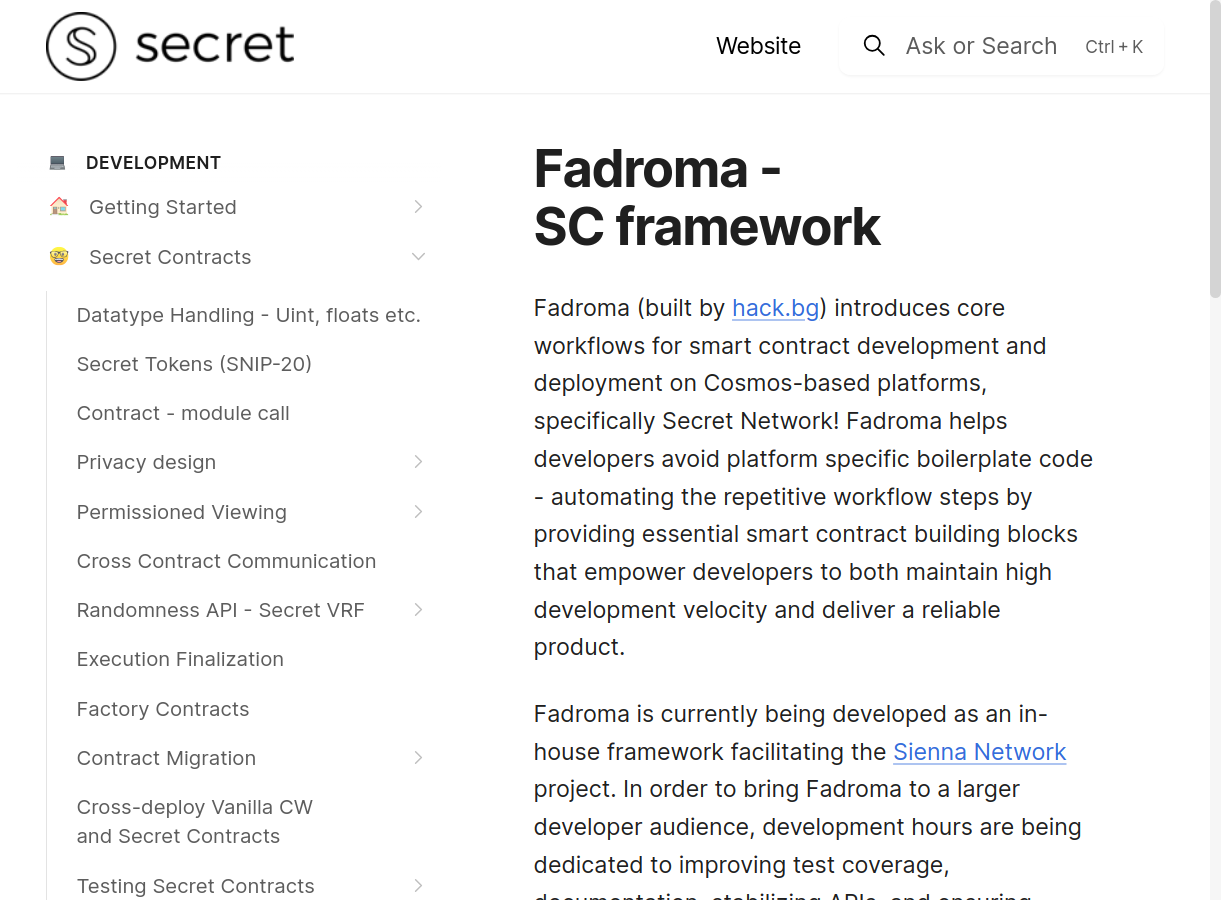 secret
Website
Ask or Search
Ctrl + K
DEVELOPMENT
Getting Started
Secret Contracts
Datatype Handling - Uint, floats etc.
Secret Tokens (SNIP-20)
Contract - module call
Privacy design
Permissioned Viewing
Cross Contract Communication
Randomness API - Secret VRF
Execution Finalization
Factory Contracts
Contract Migration
Cross-deploy Vanilla CW
and Secret Contracts
Testing Secret Contracts
Fadroma -
SC framework
Fadroma (built by hack.bg) introduces core
workflows for smart contract development and
deployment on Cosmos-based platforms,
specifically Secret Network! Fadroma helps
developers avoid platform specific boilerplate code
- automating the repetitive workflow steps by
providing essential smart contract building blocks
that empower developers to both maintain high
development velocity and deliver a reliable
product.
Fadroma is currently being developed as an in-
house framework facilitating the Sienna Network
project. In order to bring Fadroma to a larger
developer audience, development hours are being
dedicated to improving test coverage,
documentation, stabilizing APIs, and ensuring